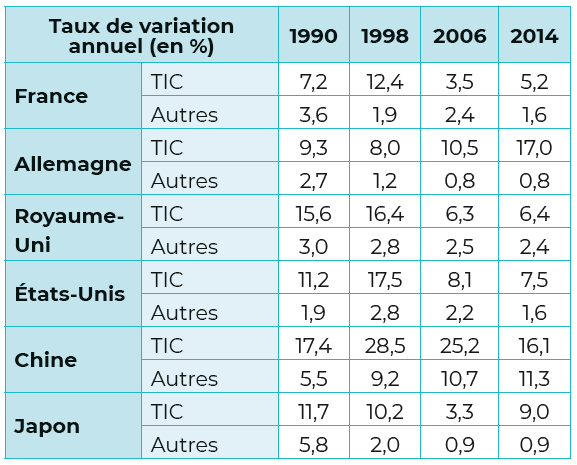 Taux de variation annuel (en %) 1990 1998 2006 2014
France TIC 7,2 12,4 3,5 5,2
Autres 3,6 1,9 2,4 1,6
Allemagne TIC 9,3 8,0 10,5 17,0
Autres 2,7 1,2 0,8 0,8
Royaume-Uni TIC 15,6 16,4 6,3 6,4
Autres 3,0 2,8 2,5 2,4
États-Unis TIC 11,2 17,5 8,1 7,5
Autres 1,9 2,8 2,2 1,6
Chine TIC 17,4 28,5 25,2 16,1
Autres 5,5 9,2 10,7 11,3
Japon TIC 11,7 10,2 3,3 9,0
Autres 5,8 2,0 0,9 0,9